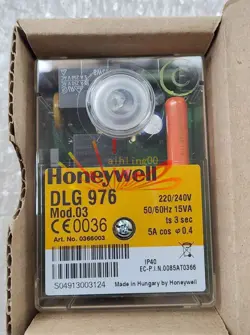 aihling00
Honeywell
DLG 976
Mod.03
CE 0036
Art. No. 0366003
220/240V
50/60Hz 15VA
ts 3 sec
5A cos φ 0.4
IP40
EC-P.I.N.0085AT0366
S04913003124
Made in Hungary by Honeywell